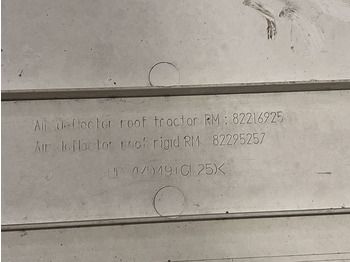 Air deflector roof tractor RM : 82216925
Air deflector roof rigid RM 82295257